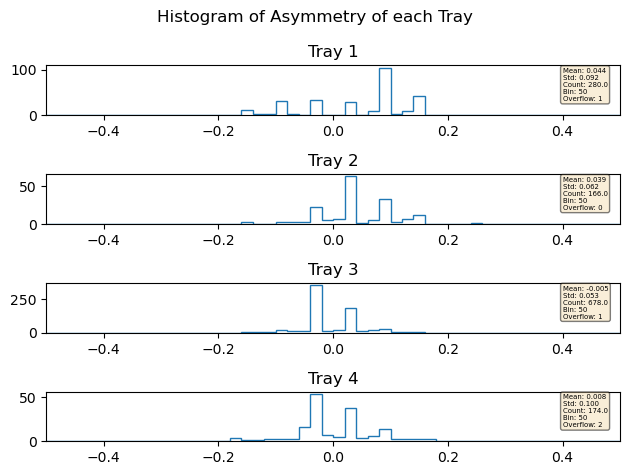 Histogram of Asymmetry of each Tray
Tray 1
100
0
Mean: 0.044
Std: 0.092
Count: 280.0
Bin: 50
Overflow: 1
−0.4 −0.2 0.0 0.2 0.4
Tray 2
50
0
Mean: 0.039
Std: 0.062
Count: 166.0
Bin: 50
Overflow: 0
−0.4 −0.2 0.0 0.2 0.4
Tray 3
250
0
Mean: -0.005
Std: 0.053
Count: 678.0
Bin: 50
Overflow: 1
−0.4 −0.2 0.0 0.2 0.4
Tray 4
50
0
Mean: 0.008
Std: 0.100
Count: 174.0
Bin: 50
Overflow: 2
−0.4 −0.2 0.0 0.2 0.4